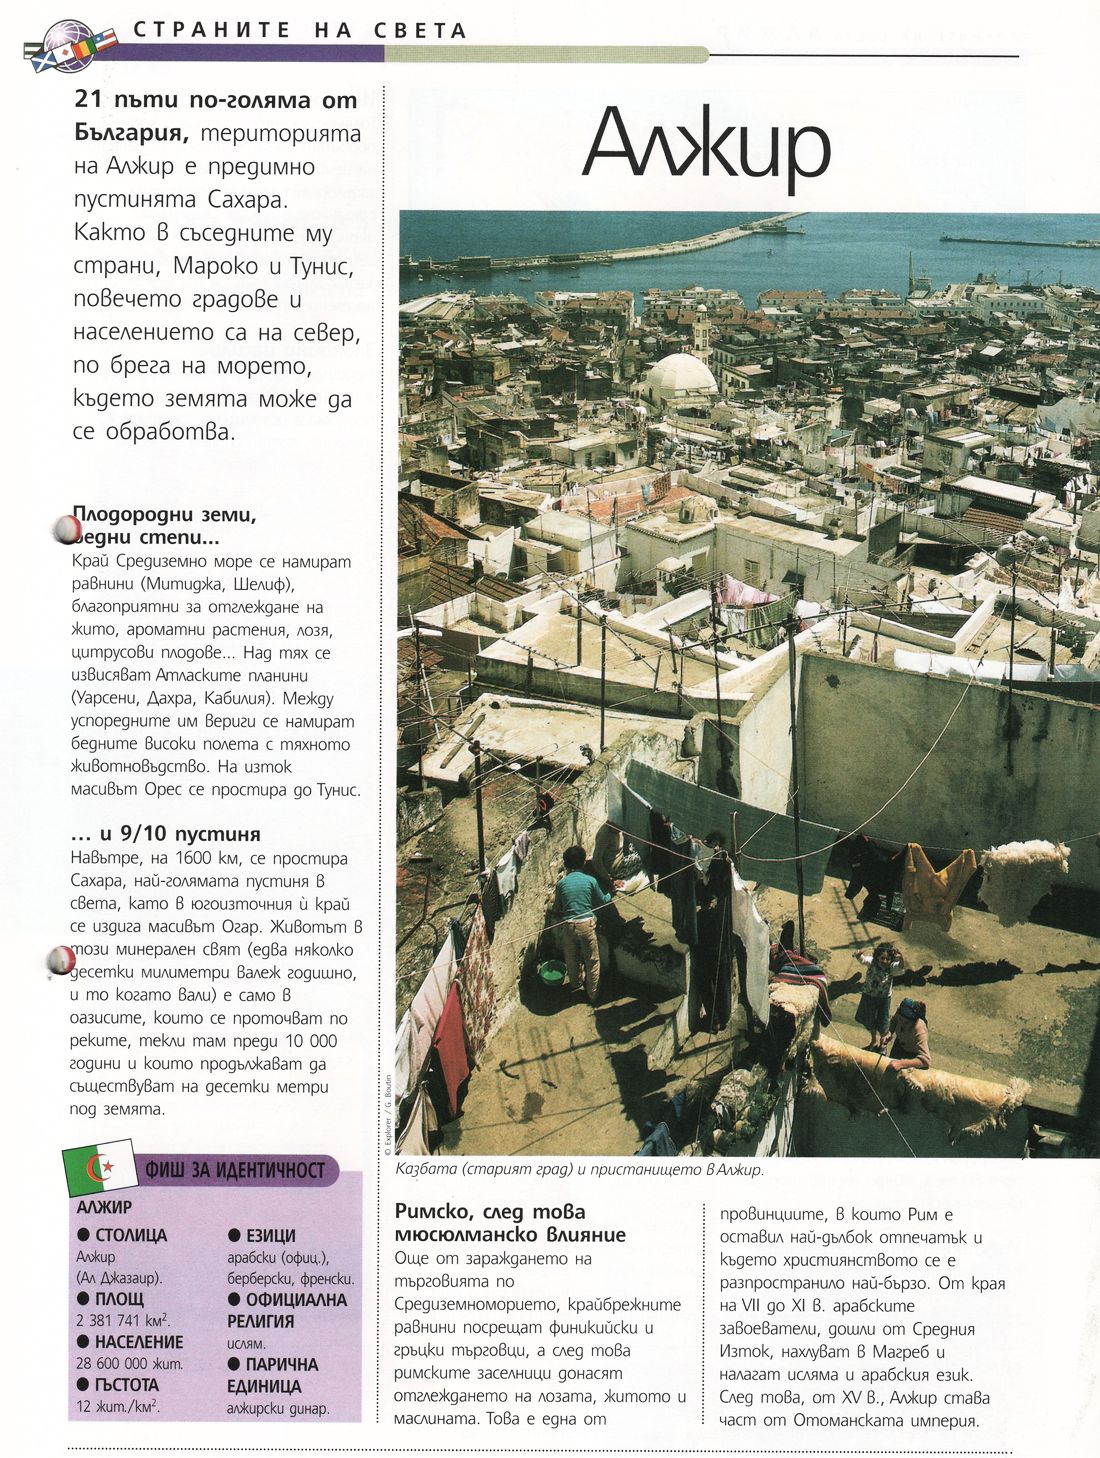 СТРАНИТЕ НА СВЕТА
21 пъти по-голяма от
България, територията
на Алжир е предимно
пустинята Сахара.
Както в съседните му
страни, Мароко и Тунис,
повечето градове и
населението са на север,
по брега на морето,
където земята може да
се обработва.
Плодородни земи,
бедни степи...
Край Средиземно море се намират
равнини (Митиджа, Шелиф),
благоприятни за отглеждане на
жито, ароматни растения, лозя,
цитрусови плодове... Над тях се
извисяват Атласките планини
(Уарсени, Дахра, Кабилия). Между
успоредните им вериги се намират
бедните високи полета с тяхното
животновъдство. На изток
масивът Орес се простира до Тунис.
... и 9/10 пустиня
Навътре, на 1600 км, се простира
Сахара, най-голямата пустиня в
света, като в югоизточния ѝ край
се издига масивът Огар. Животът в
този минерален свят (едва няколко
десетки милиметри валеж годишно,
и то когато вали) е само в
оазисите, които се проточват по
реките, текли там преди 10 000
години и които продължават да
съществуват на десетки метри
под земята.
ФИШ ЗА ИДЕНТИЧНОСТ
АЛЖИР
● СТОЛИЦА
Алжир
(Ал Джазаир).
● ПЛОЩ
2 381 741 км².
● НАСЕЛЕНИЕ
28 600 000 жит.
● ГЪСТОТА
12 жит./км².
● ЕЗИЦИ
арабски (офиц.),
берберски, френски.
● ОФИЦИАЛНА
РЕЛИГИЯ
ислям.
● ПАРИЧНА
ЕДИНИЦА
алжирски динар.
Алжир
© Explorer / G. Boutin
Казбата (старият град) и пристанището в Алжир.
Римско, след това
мюсюлманско влияние
Още от зараждането на
търговията по
Средиземноморието, крайбрежните
равнини посрещат финикийски и
гръцки търговци, а след това
римските заселници донасят
отглеждането на лозата, житото и
маслината. Това е една от
провинциите, в които Рим е
оставил най-дълбок отпечатък и
където християнството се е
разпространило най-бързо. От края
на VII до XI в. арабските
завоеватели, дошли от Средния
Изток, нахлуват в Магреб и
налагат исляма и арабския език.
След това, от XV в., Алжир става
част от Отоманската империя.